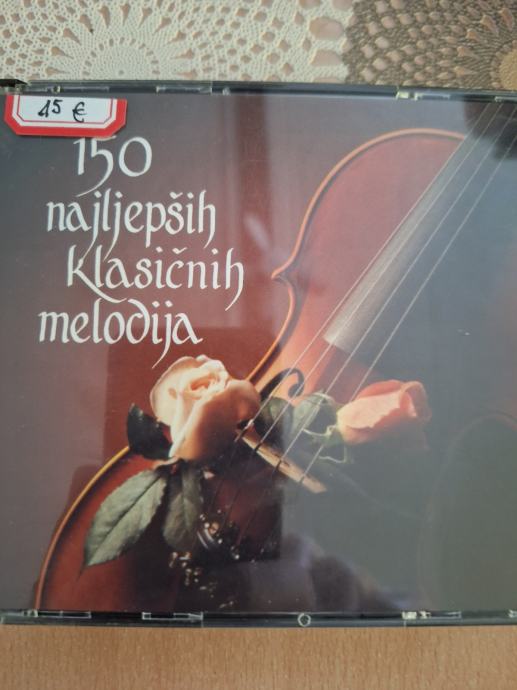 15 €
150
najljepših
klasičnih
melodija